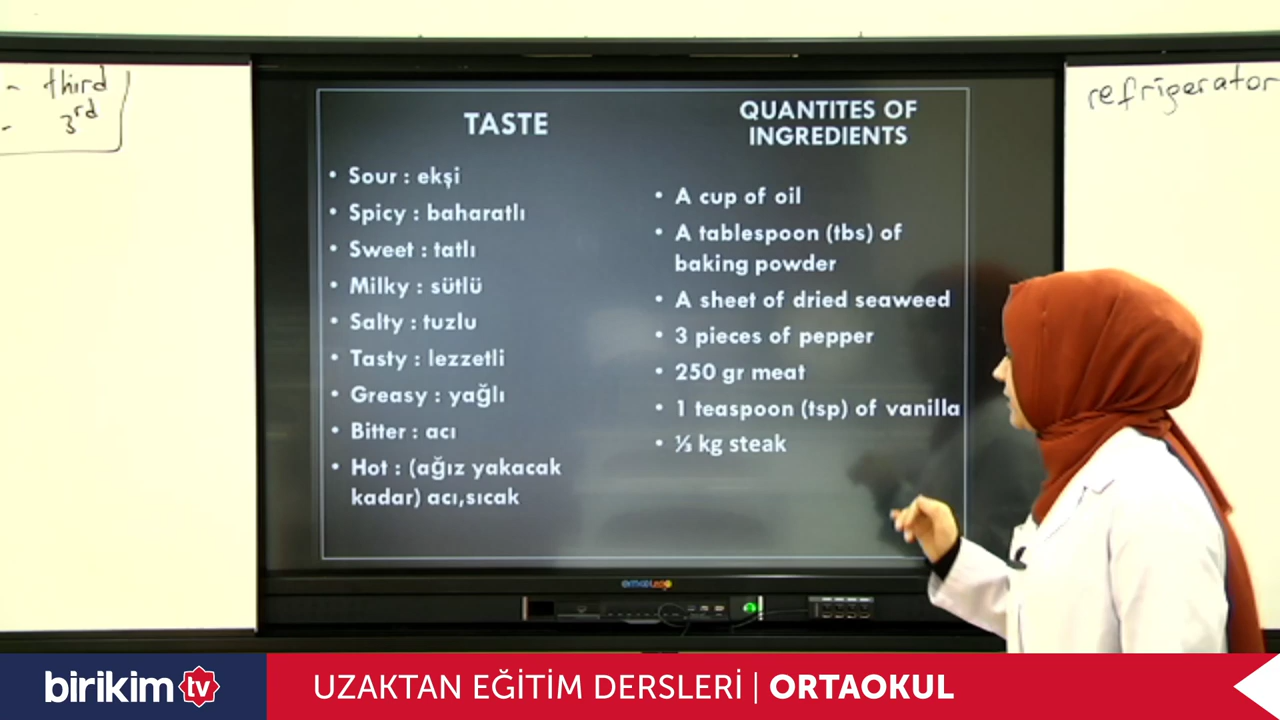 - third
- 3rd
refrigerator
TASTE
• Sour : ekşi
• Spicy : baharatlı
• Sweet : tatlı
• Milky : sütlü
• Salty : tuzlu
• Tasty : lezzetli
• Greasy : yağlı
• Bitter : acı
• Hot : (ağız yakacak
kadar) acı,sıcak
QUANTITES OF
INGREDIENTS
• A cup of oil
• A tablespoon (tbs) of
baking powder
• A sheet of dried seaweed
• 3 pieces of pepper
• 250 gr meat
• 1 teaspoon (tsp) of vanilla
• ⅓ kg steak
birikim tv
UZAKTAN EĞİTİM DERSLERİ | ORTAOKUL